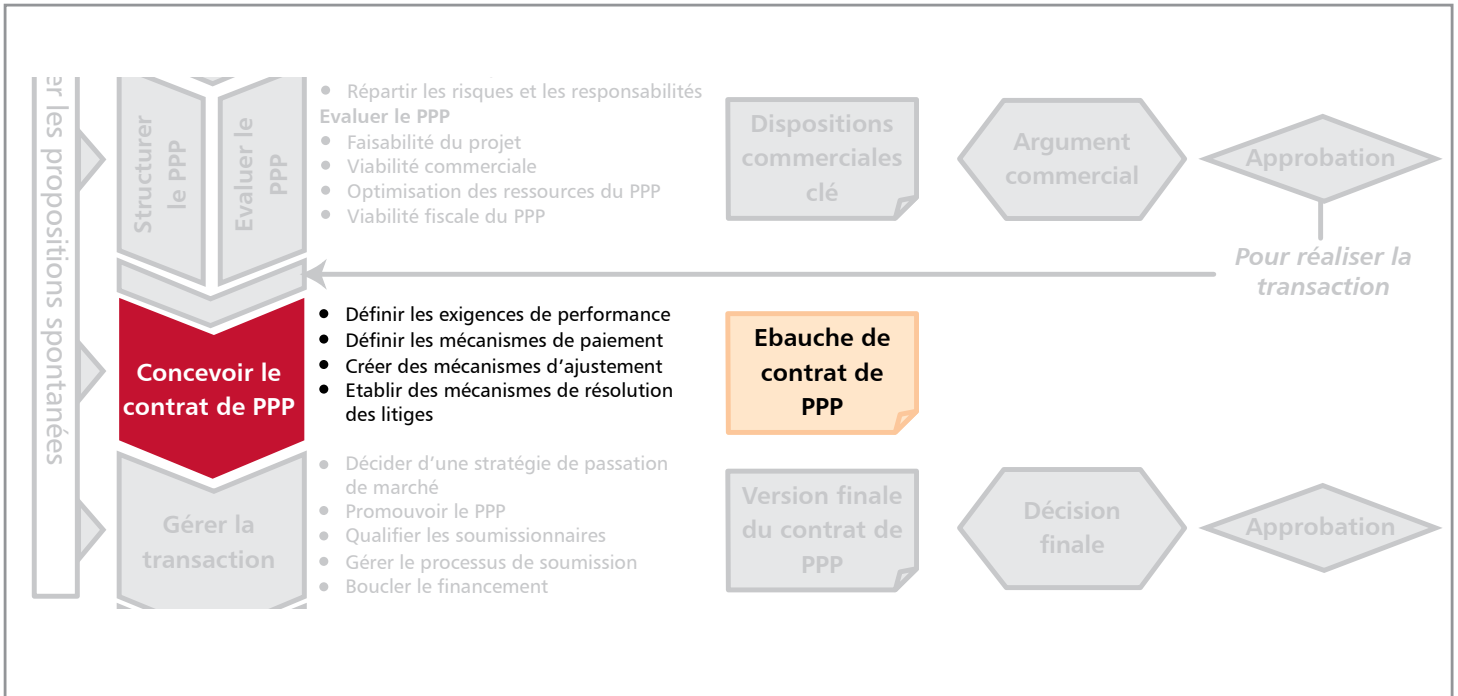 er les propositions spontanées
Structurer
le PPP
Evaluer le
PPP
• Répartir les risques et les responsabilités
Evaluer le PPP
• Faisabilité du projet
• Viabilité commerciale
• Optimisation des ressources du PPP
• Viabilité fiscale du PPP
Dispositions
commerciales
clé
Argument
commercial
Approbation
Pour réaliser la
transaction
Concevoir le
contrat de PPP
• Définir les exigences de performance
• Définir les mécanismes de paiement
• Créer des mécanismes d’ajustement
• Etablir des mécanismes de résolution
des litiges
Ebauche de
contrat de
PPP
Gérer la
transaction
• Décider d’une stratégie de passation
de marché
• Promouvoir le PPP
• Qualifier les soumissionnaires
• Gérer le processus de soumission
• Boucler le financement
Version finale
du contrat de
PPP
Décision
finale
Approbation